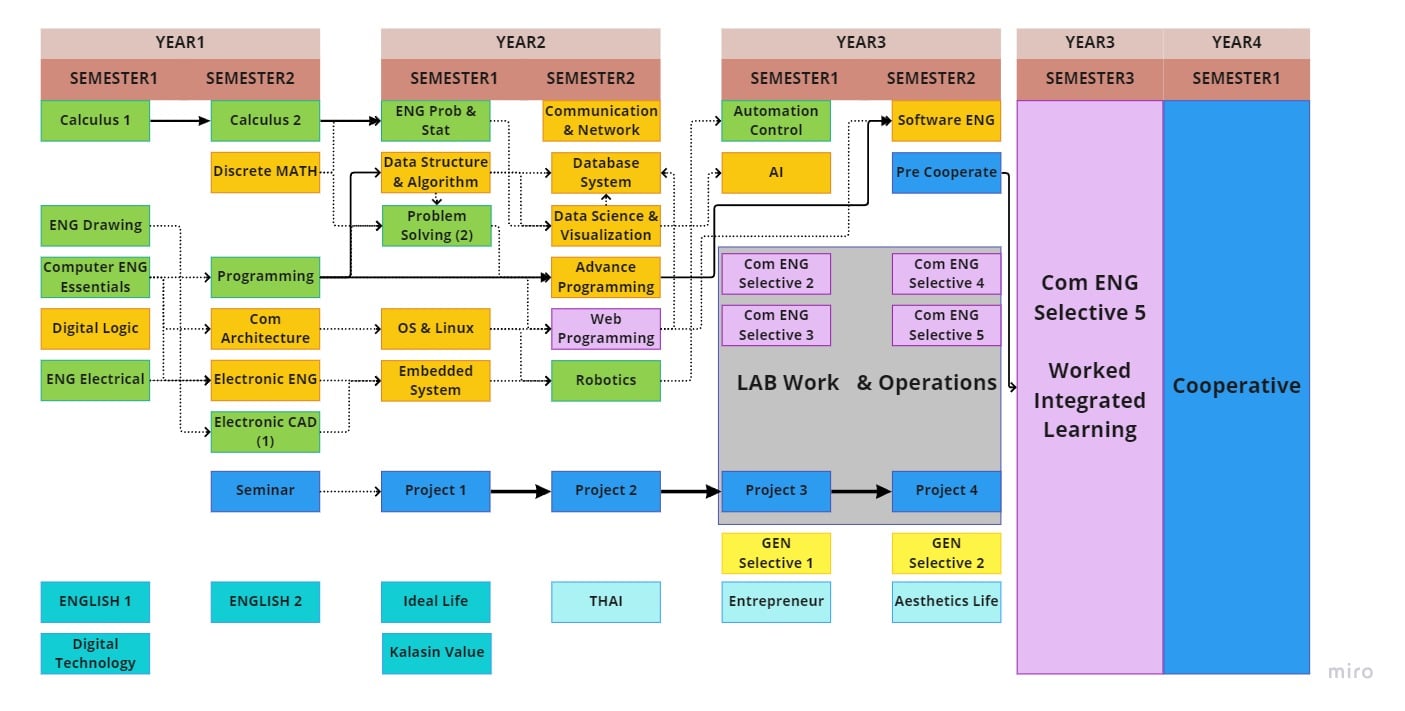 YEAR1
YEAR2
YEAR3
YEAR3
YEAR4
SEMESTER1
SEMESTER2
SEMESTER1
SEMESTER2
SEMESTER1
SEMESTER2
SEMESTER3
SEMESTER1
Calculus 1
Calculus 2
ENG Prob &
Stat
Communication
& Network
Automation
Control
Software ENG
Discrete MATH
Data Structure
& Algorithm
Database
System
AI
Pre Cooperate
ENG Drawing
Problem
Solving (2)
Data Science &
Visualization
Computer ENG
Essentials
Programming
Advance
Programming
Com ENG
Selective 2
Com ENG
Selective 4
Digital Logic
Com
Architecture
OS & Linux
Web
Programming
Com ENG
Selective 3
Com ENG
Selective 5
ENG Electrical
Electronic ENG
Embedded
System
Robotics
LAB Work & Operations
Electronic CAD
(1)
Com ENG
Selective 5
Worked
Integrated
Learning
Cooperative
Seminar
Project 1
Project 2
Project 3
Project 4
GEN
Selective 1
GEN
Selective 2
ENGLISH 1
ENGLISH 2
Ideal Life
THAI
Entrepreneur
Aesthetics Life
Digital
Technology
Kalasin Value
miro